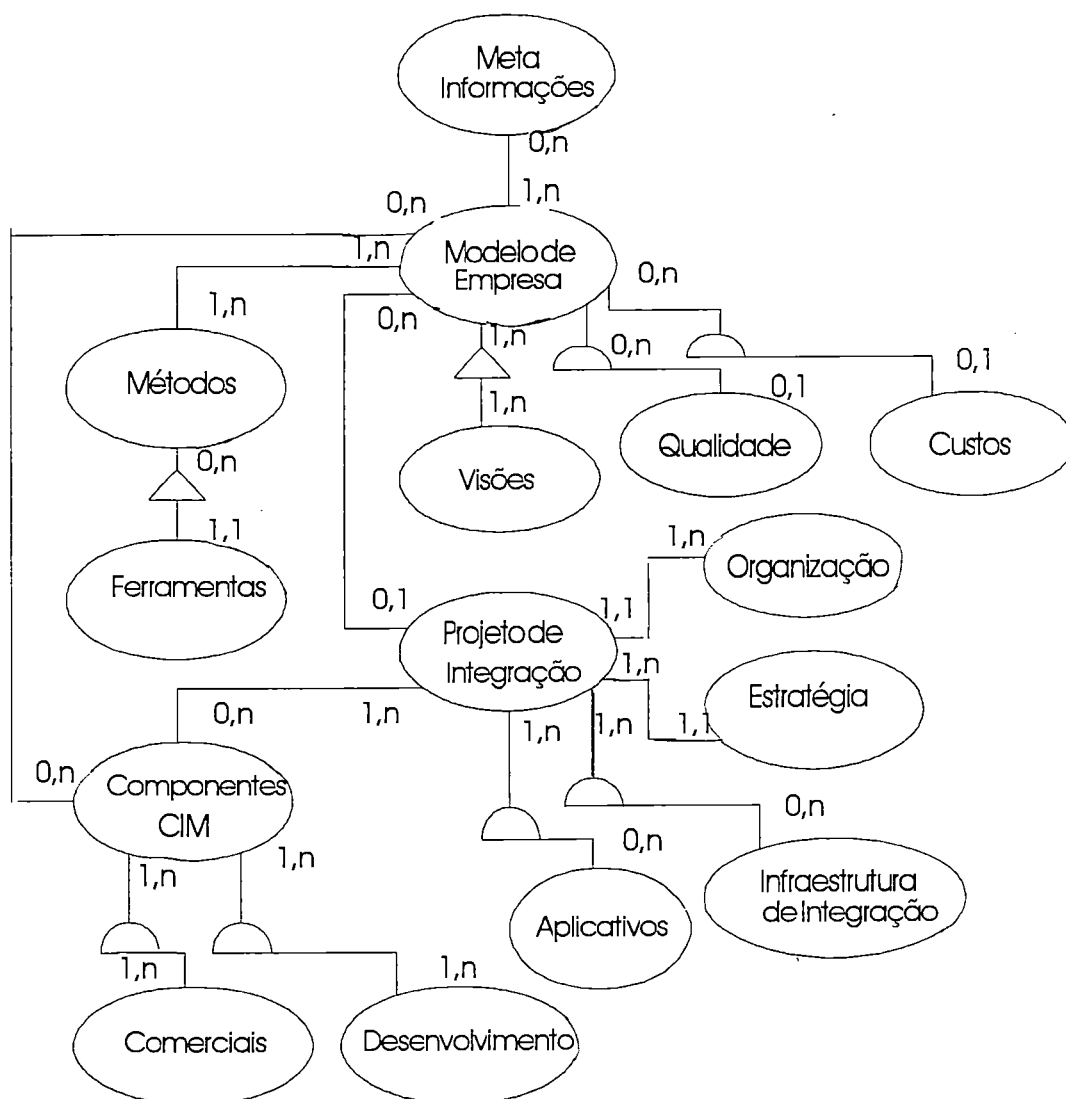 Meta
Informações
0,n
1,n
0,n
1,n
Modelo de
Empresa
0,n
0,n
1,n
1,n
0,n
0,1
0,1
Métodos
1,n
Qualidade
Custos
0,n
Visões
1,1
1,n
Organização
Ferramentas
0,1
1,1
Projeto de
Integração
1,n
Estratégia
0,n
1,n
1,n
1,n
1,1
0,n
Componentes
CIM
0,n
0,n
1,n
1,n
Infraestrutura
de Integração
Aplicativos
1,n
1,n
Comerciais
Desenvolvimento